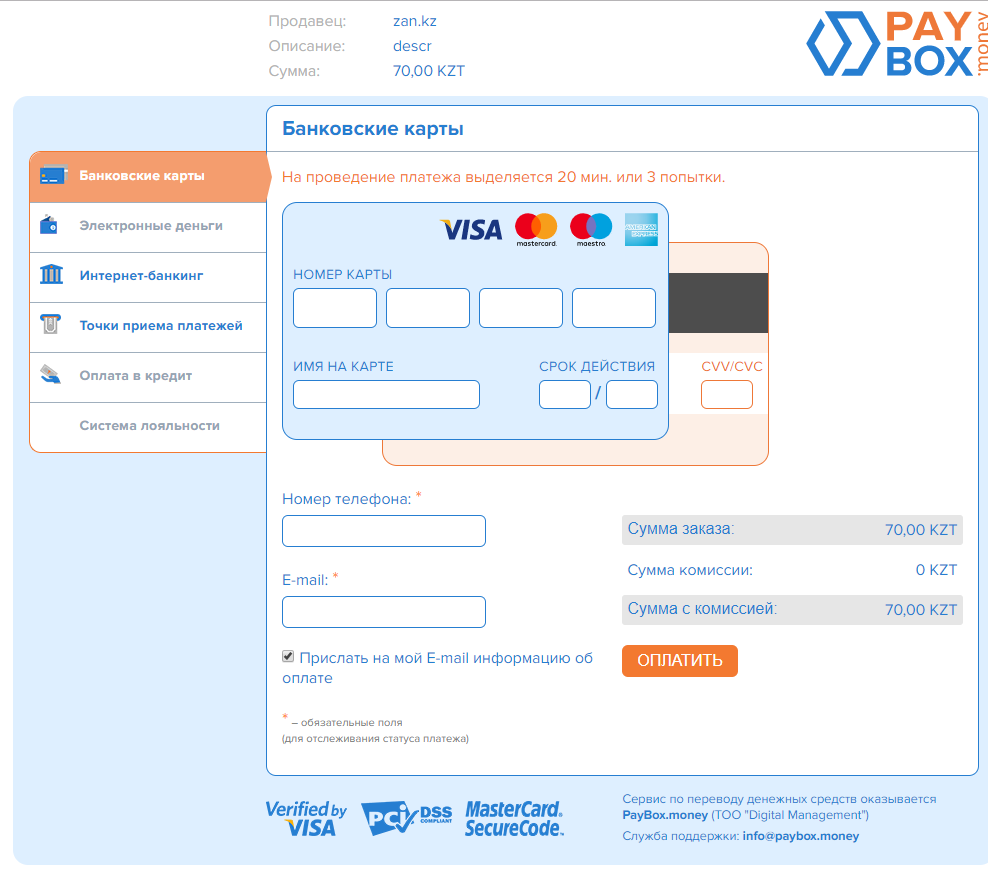 Продавец: zan.kz
Описание: descr
Сумма: 70,00 KZT
PAY
BOX
.money
Банковские карты
Банковские карты
Электронные деньги
Интернет-банкинг
Точки приема платежей
Оплата в кредит
Система лояльности
На проведение платежа выделяется 20 мин. или 3 попытки.
VISA
mastercard.
maestro.
AMERICAN
EXPRESS
НОМЕР КАРТЫ
ИМЯ НА КАРТЕ
СРОК ДЕЙСТВИЯ
/
CVV/CVC
Номер телефона: *
E-mail: *
Прислать на мой E-mail информацию об
оплате
* – обязательные поля
(для отслеживания статуса платежа)
Сумма заказа: 70,00 KZT
Сумма комиссии: 0 KZT
Сумма с комиссией: 70,00 KZT
ОПЛАТИТЬ
Verified by
VISA
PCI DSS
COMPLIANT
MasterCard.
SecureCode™
Сервис по переводу денежных средств оказывается
PayBox.money (ТОО "Digital Management")
Служба поддержки: info@paybox.money